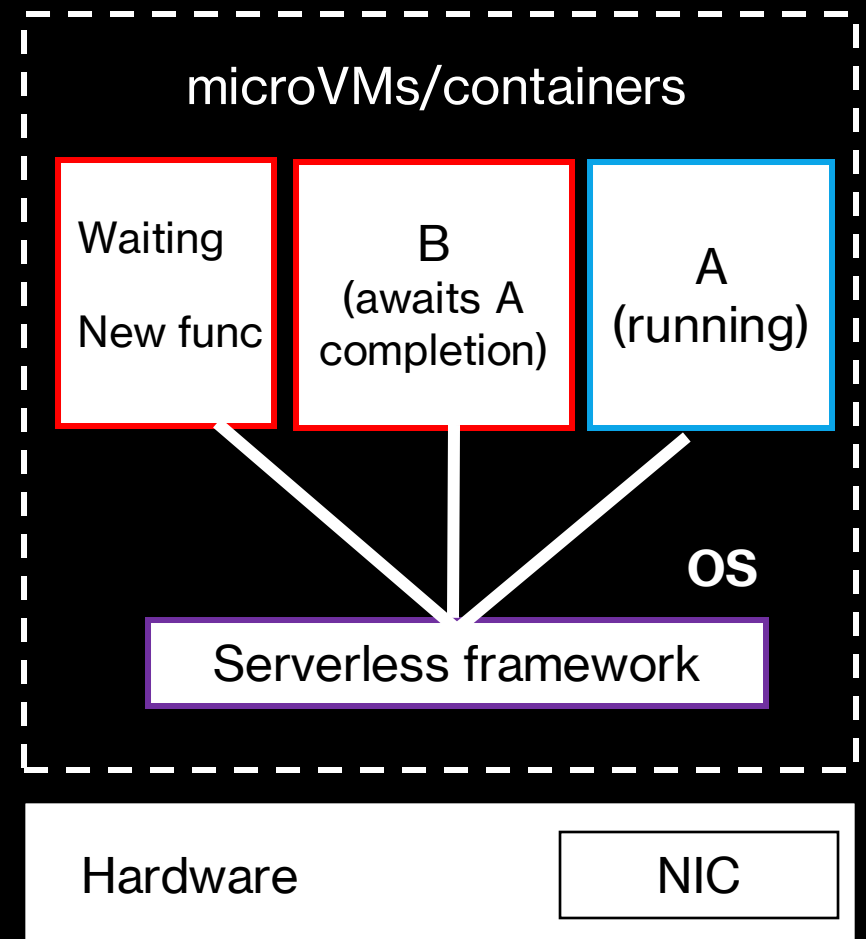 microVMs/containers
Waiting
New func
B
(awaits A
completion)
A
(running)
OS
Serverless framework
Hardware
NIC